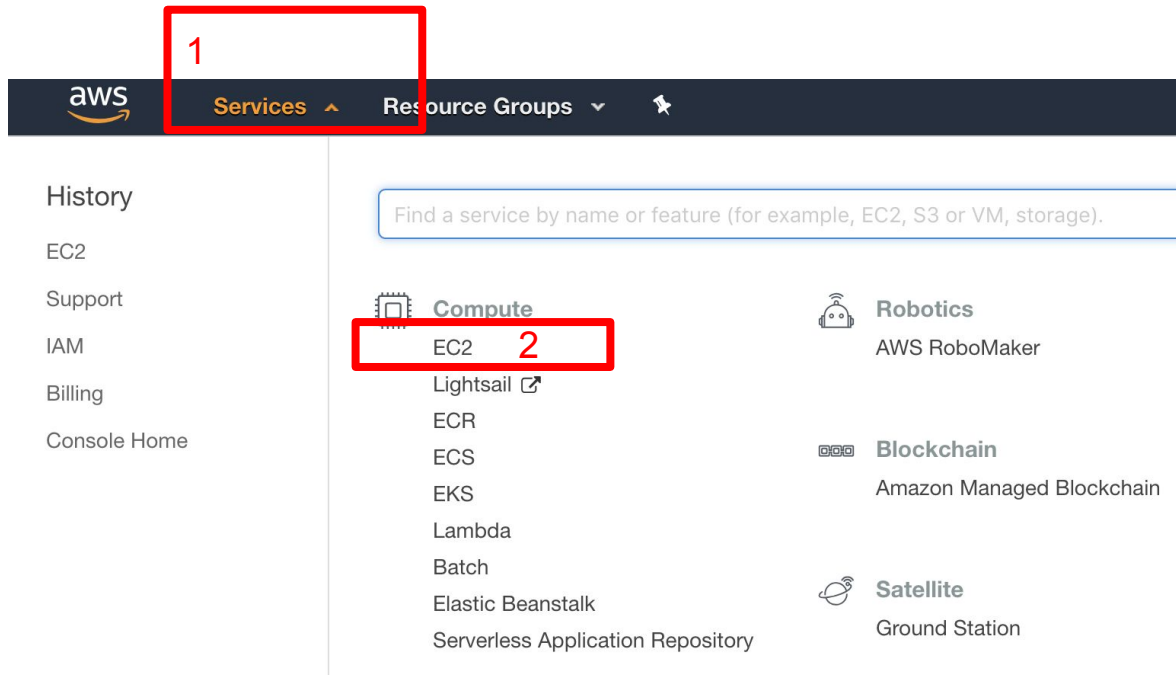 1
aws
Services
Resource Groups
History
EC2
Support
IAM
Billing
Console Home
Find a service by name or feature (for example, EC2, S3 or VM, storage).
Compute
EC2
2
Lightsail
ECR
ECS
EKS
Lambda
Batch
Elastic Beanstalk
Serverless Application Repository
Robotics
AWS RoboMaker
Blockchain
Amazon Managed Blockchain
Satellite
Ground Station